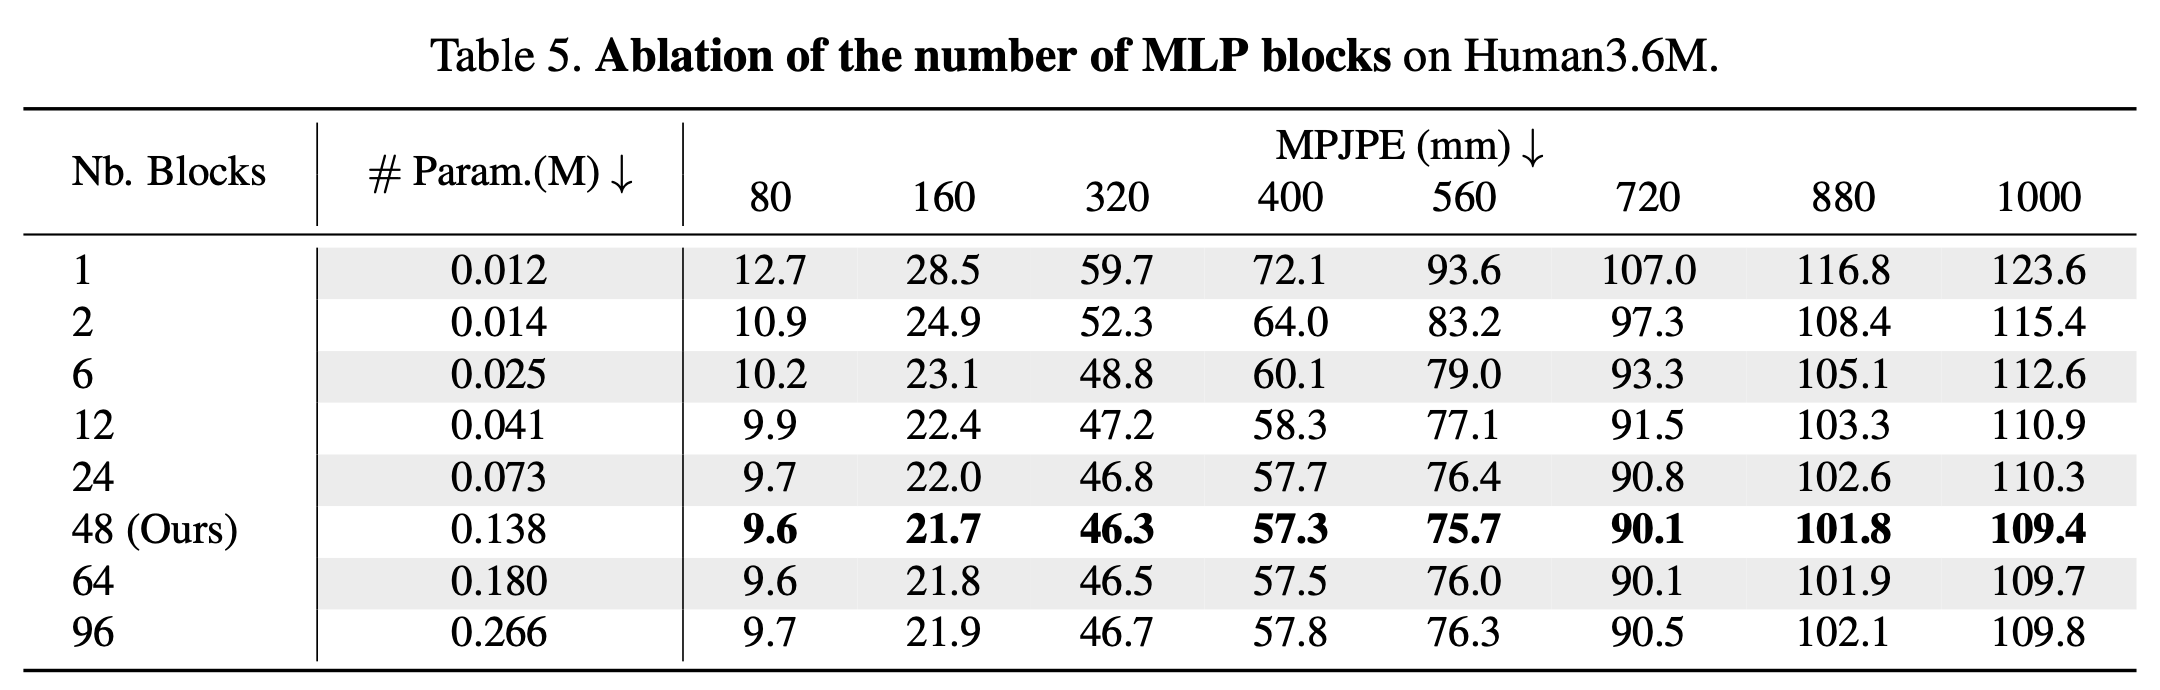 Table 5. Ablation of the number of MLP blocks on Human3.6M.
Nb. Blocks # Param.(M) ↓ MPJPE (mm) ↓
80 160 320 400 560 720 880 1000
1 0.012 12.7 28.5 59.7 72.1 93.6 107.0 116.8 123.6
2 0.014 10.9 24.9 52.3 64.0 83.2 97.3 108.4 115.4
6 0.025 10.2 23.1 48.8 60.1 79.0 93.3 105.1 112.6
12 0.041 9.9 22.4 47.2 58.3 77.1 91.5 103.3 110.9
24 0.073 9.7 22.0 46.8 57.7 76.4 90.8 102.6 110.3
48 (Ours) 0.138 9.6 21.7 46.3 57.3 75.7 90.1 101.8 109.4
64 0.180 9.6 21.8 46.5 57.5 76.0 90.1 101.9 109.7
96 0.266 9.7 21.9 46.7 57.8 76.3 90.5 102.1 109.8